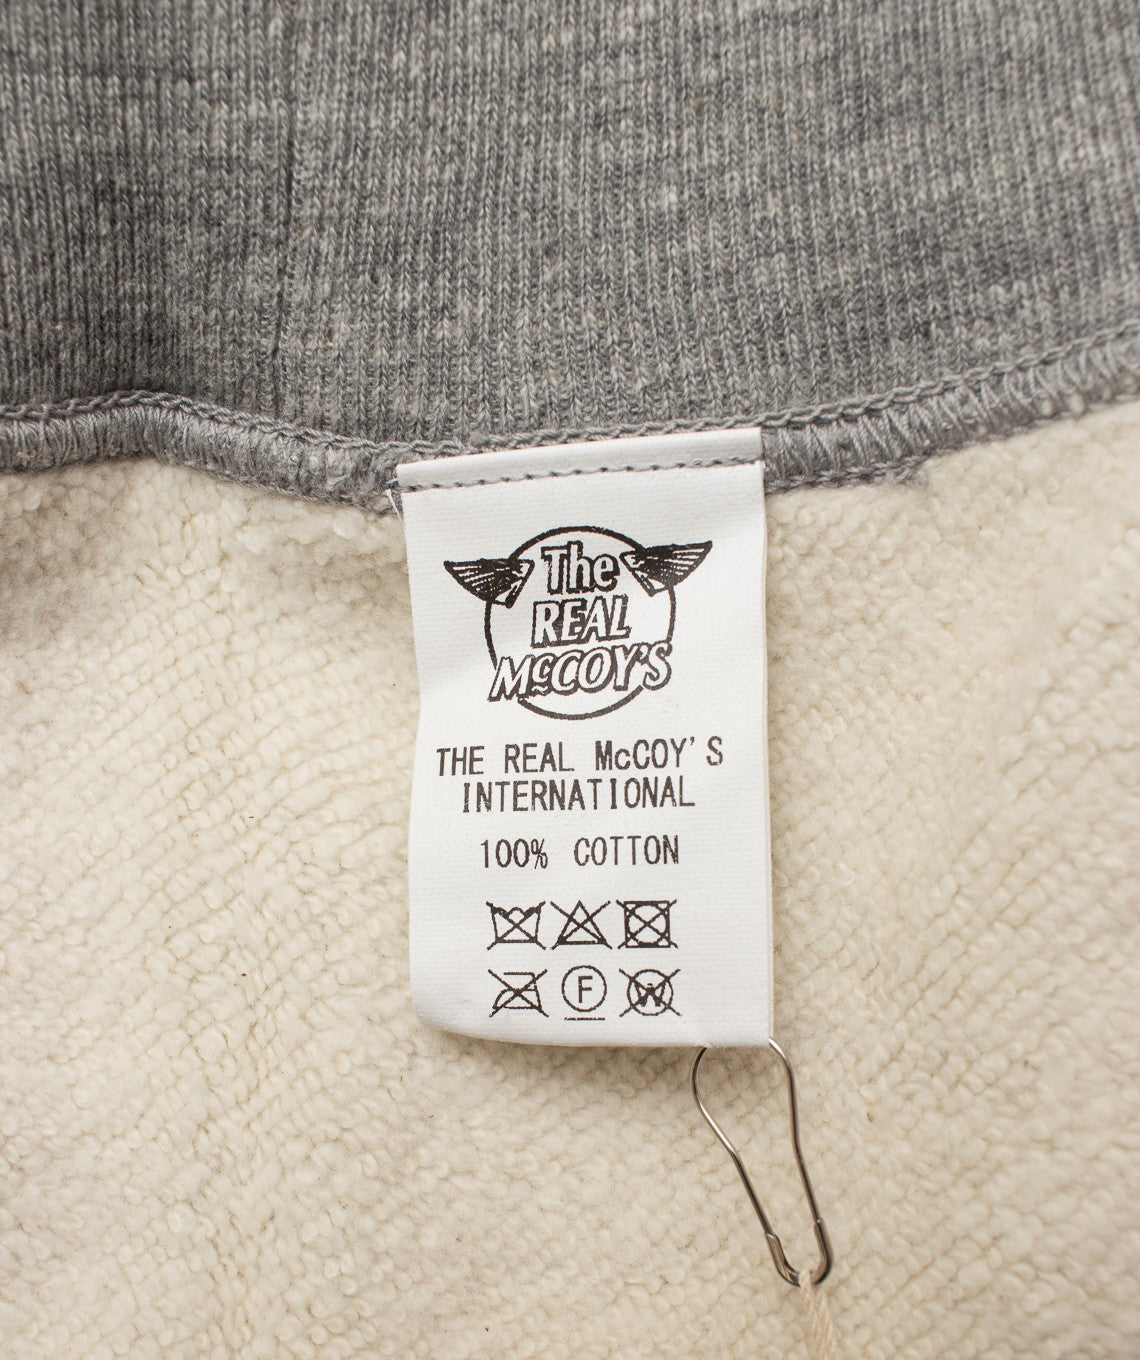 The
REAL
McCOY'S
THE REAL McCOY'S
INTERNATIONAL
100% COTTON
F
W